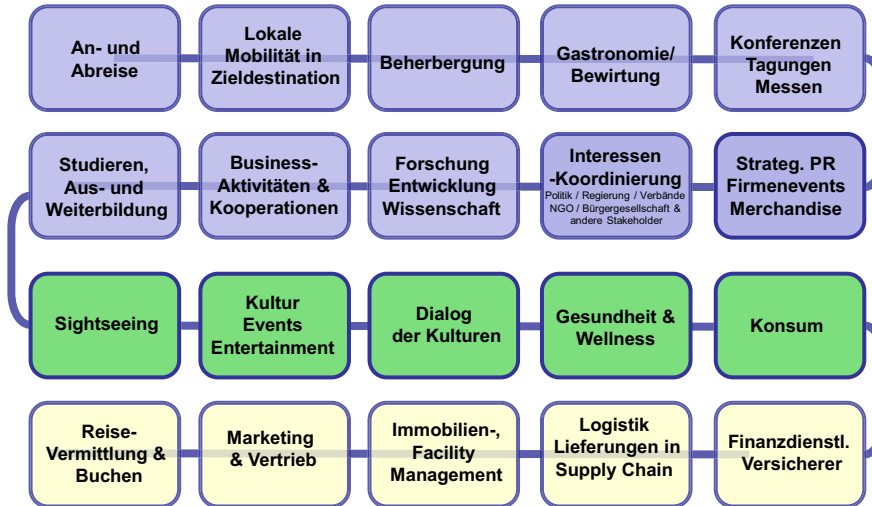 An- und
Abreise
Lokale
Mobilität in
Zieldestination
Beherbergung
Gastronomie/
Bewirtung
Konferenzen
Tagungen
Messen
Studieren,
Aus- und
Weiterbildung
Business-
Aktivitäten &
Kooperationen
Forschung
Entwicklung
Wissenschaft
Interessen
-Koordinierung
Politik / Regierung / Verbände
NGO / Bürgergesellschaft &
andere Stakeholder
Strateg. PR
Firmenevents
Merchandise
Sightseeing
Kultur
Events
Entertainment
Dialog
der Kulturen
Gesundheit &
Wellness
Konsum
Reise-
Vermittlung &
Buchen
Marketing
& Vertrieb
Immobilien-,
Facility
Management
Logistik
Lieferungen in
Supply Chain
Finanzdienstl.
Versicherer